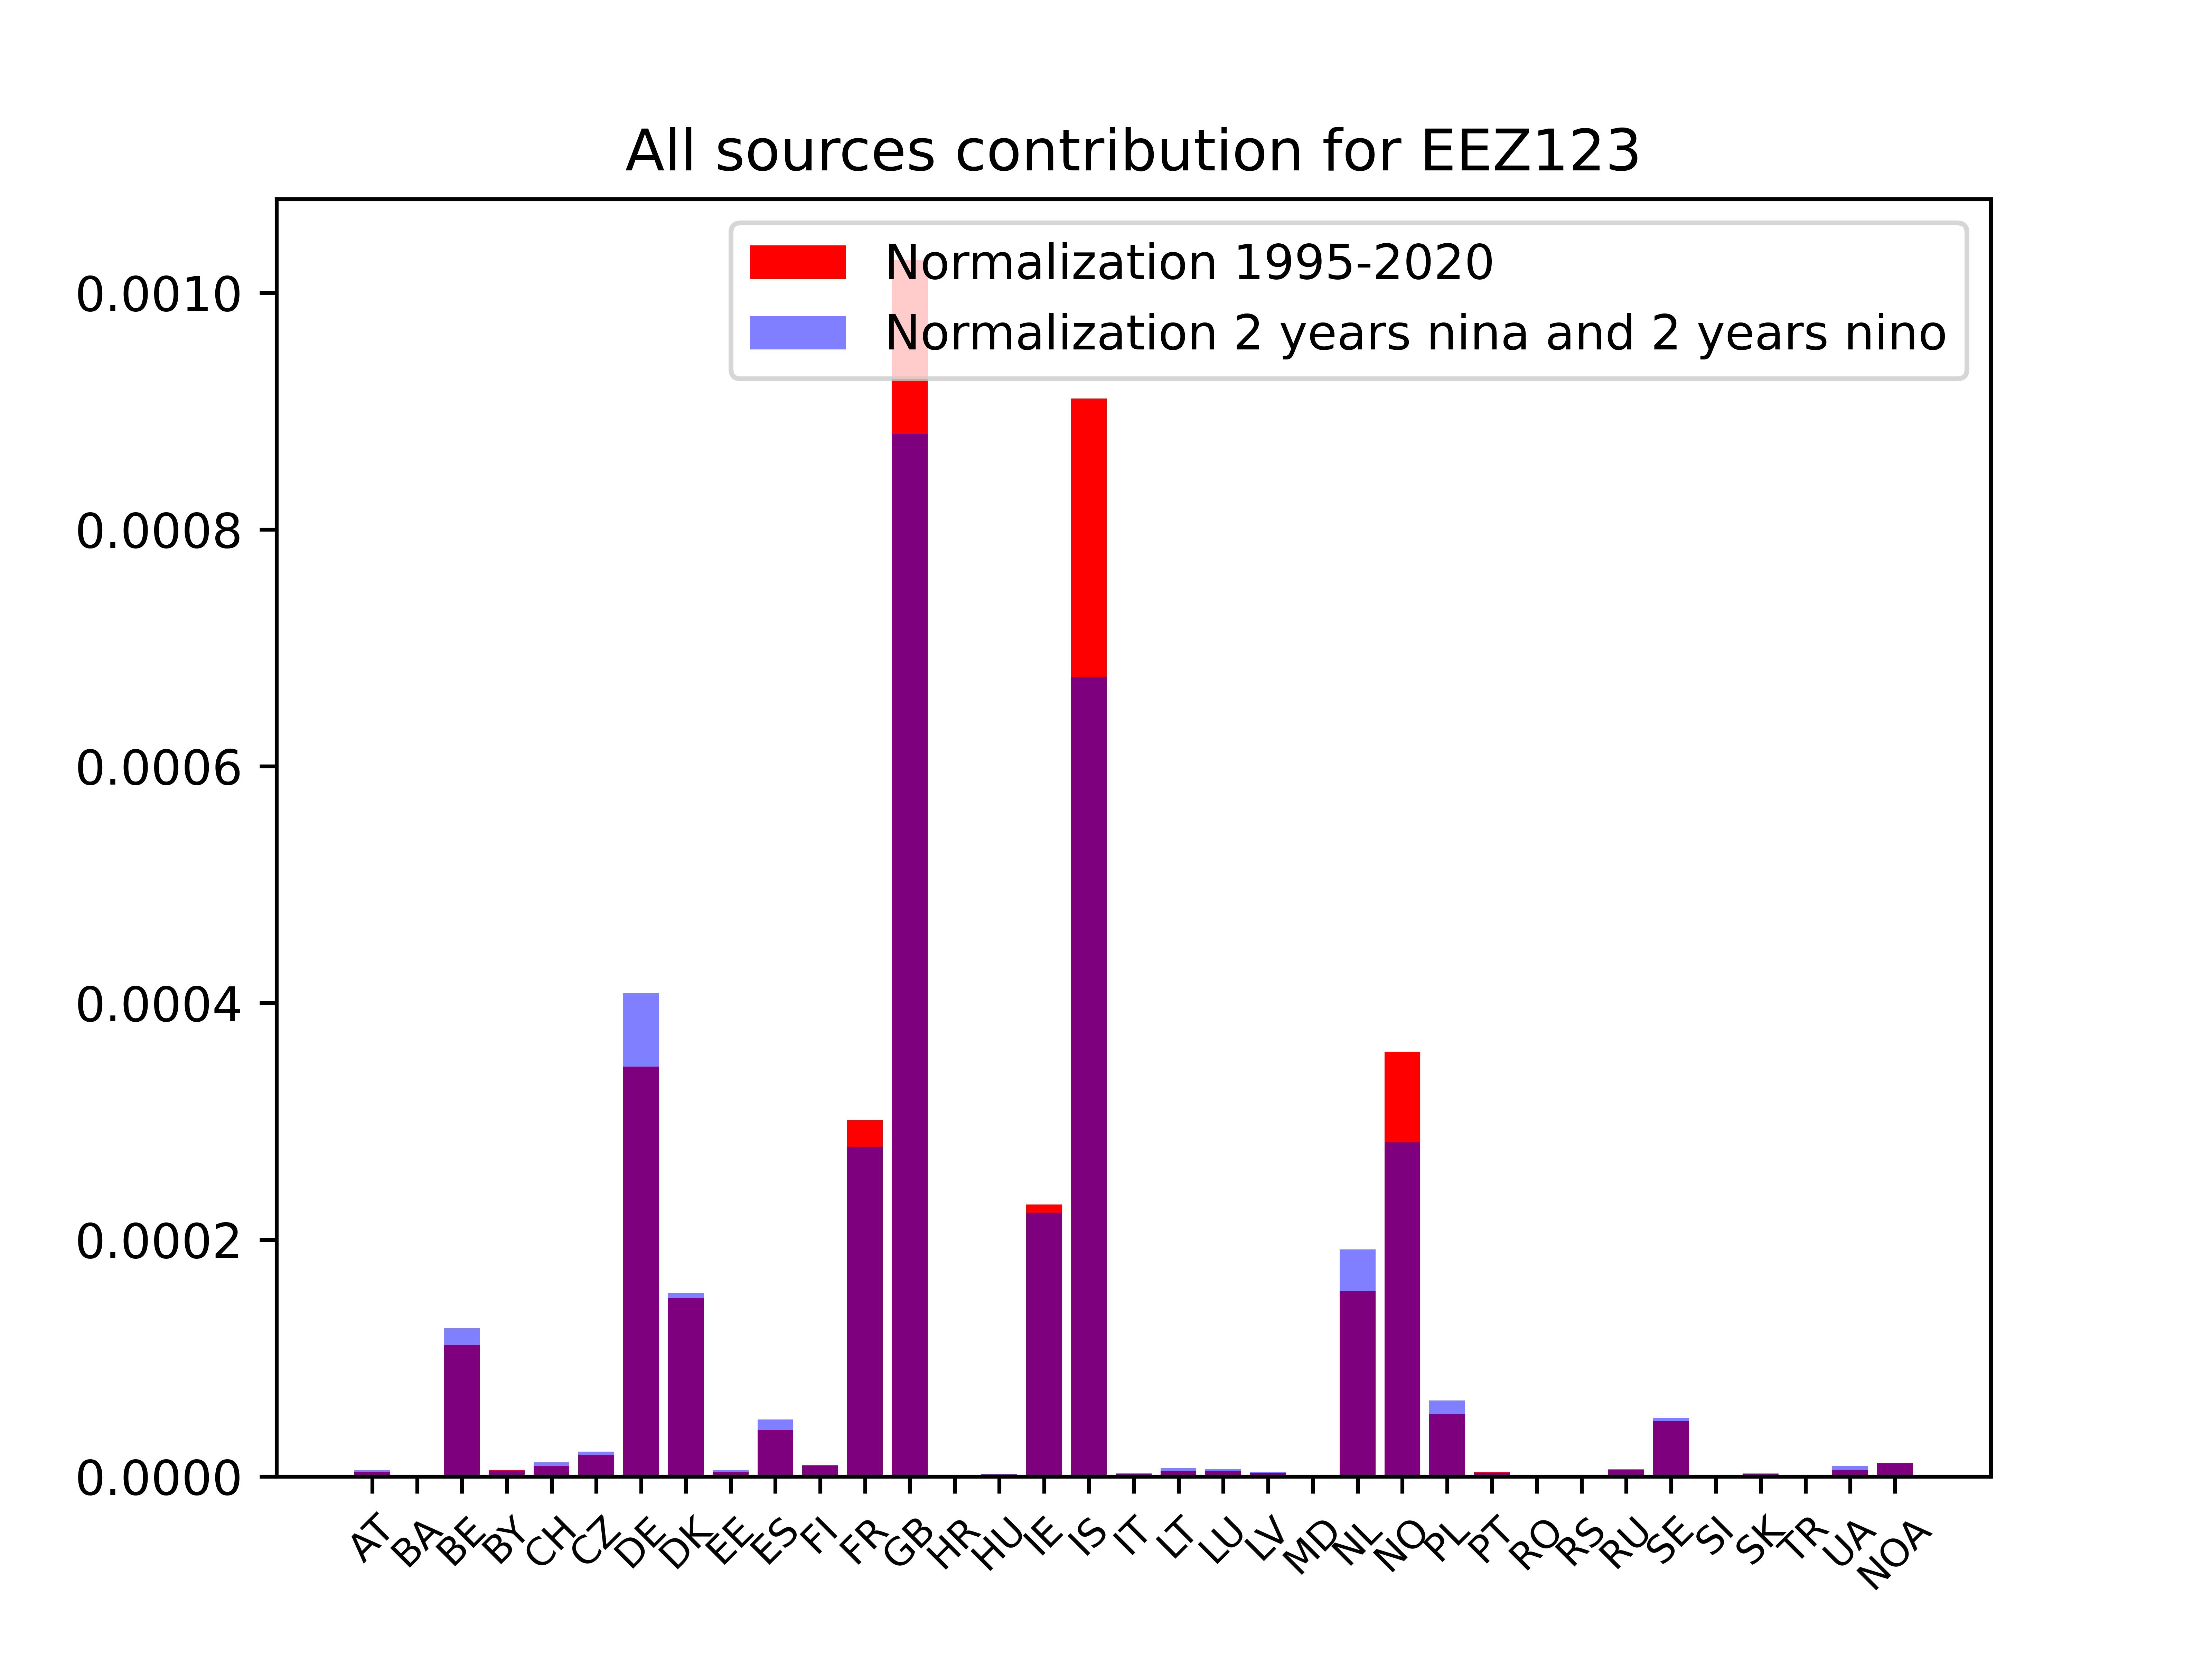 All sources contribution for EEZ123
Normalization 1995-2020
Normalization 2 years nina and 2 years nino
0.0010
0.0008
0.0006
0.0004
0.0002
0.0000
AT
BA
BE
BY
CH
CZ
DE
DK
EE
ES
FI
FR
GB
HR
HU
IE
IS
IT
LT
LU
LV
MD
NL
NO
PL
PT
RO
RS
RU
SE
SI
SK
TR
UA
NOA